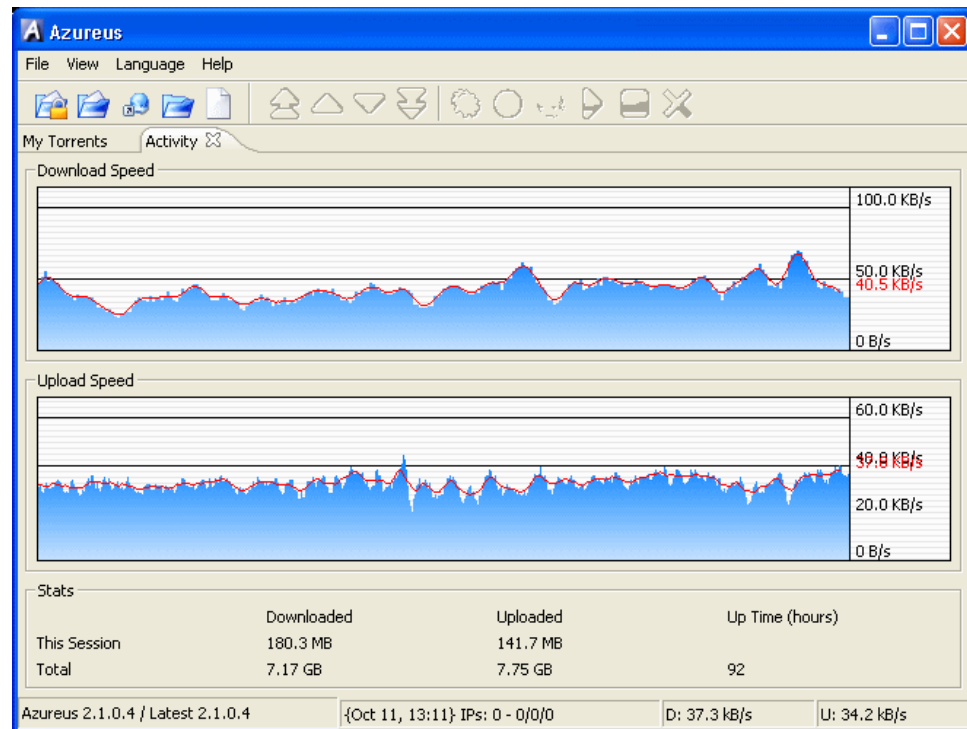 Azureus
File View Language Help
My Torrents Activity
Download Speed
100.0 KB/s
50.0 KB/s
40.5 KB/s
0 B/s
Upload Speed
60.0 KB/s
20.0 KB/s
0 B/s
Stats
Downloaded Uploaded Up Time (hours)
This Session 180.3 MB 141.7 MB
Total 7.17 GB 7.75 GB 92
Azureus 2.1.0.4 / Latest 2.1.0.4 {Oct 11, 13:11} IPs: 0 - 0/0/0 D: 37.3 kB/s U: 34.2 kB/s